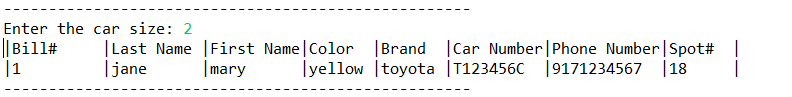 ---------------------------------------------------
Enter the car size: 2
|Bill#     |Last Name |First Name|Color  |Brand  |Car Number|Phone Number|Spot#  |
|1         |jane      |mary      |yellow |toyota |T123456C  |9171234567  |18     |
---------------------------------------------------